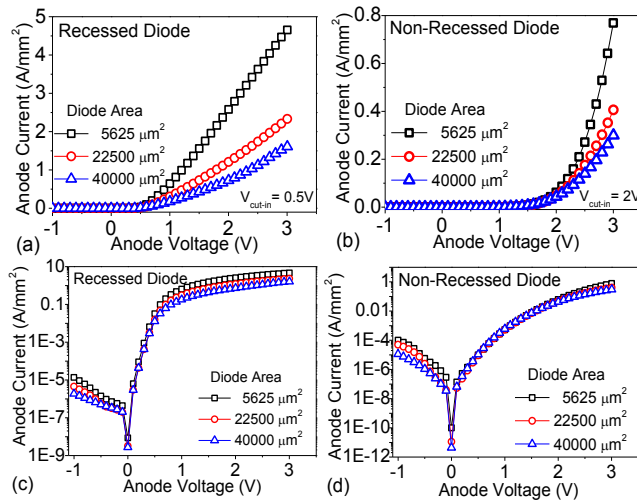 Recessed Diode
Anode Current (A/mm²)
5
4
3
2
1
0
Diode Area
5625 μm²
22500 μm²
40000 μm²
V_cut-in = 0.5V
(a)
-1 0 1 2 3
Anode Voltage (V)
Non-Recessed Diode
Anode Current (A/mm²)
0.8
0.6
0.4
0.2
0.0
Diode Area
5625 μm²
22500 μm²
40000 μm²
V_cut-in = 2V
(b)
-1 0 1 2 3
Anode Voltage (V)
Recessed Diode
Anode Current (A/mm²)
10
0.1
1E-3
1E-5
1E-7
1E-9
Diode Area
5625 μm²
22500 μm²
40000 μm²
(c)
-1 0 1 2 3
Anode Voltage (V)
Non-Recessed Diode
Anode Current (A/mm²)
1
0.01
1E-4
1E-6
1E-8
1E-10
1E-12
Diode Area
5625 μm²
22500 μm²
40000 μm²
(d)
-1 0 1 2 3
Anode Voltage (V)